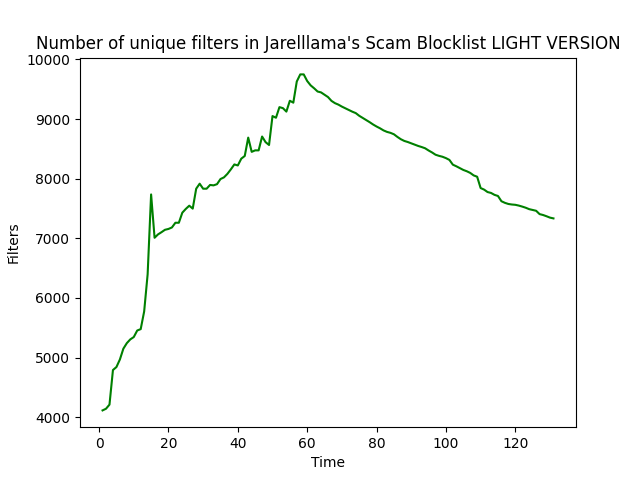 Number of unique filters in Jarelllama's Scam Blocklist LIGHT VERSION
10000
9000
8000
7000
6000
5000
4000
Filters
0 20 40 60 80 100 120
Time